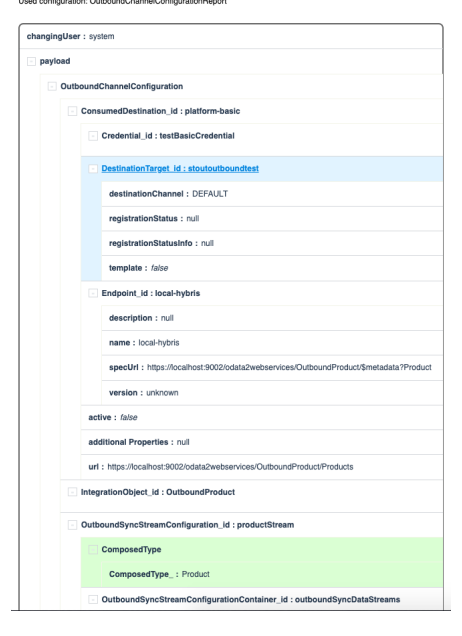 Used configuration: OutboundChannelConfigurationReport
changingUser : system
payload
OutboundChannelConfiguration
ConsumedDestination_id : platform-basic
Credential_id : testBasicCredential
DestinationTarget_id : stoutoutboundtest
destinationChannel : DEFAULT
registrationStatus : null
registrationStatusInfo : null
template : false
Endpoint_id : local-hybris
description : null
name : local-hybris
specUrl : https://localhost:9002/odata2webservices/OutboundProduct/$metadata?Product
version : unknown
active : false
additional Properties : null
url : https://localhost:9002/odata2webservices/OutboundProduct/Products
IntegrationObject_id : OutboundProduct
OutboundSyncStreamConfiguration_id : productStream
ComposedType
ComposedType_ : Product
OutboundSyncStreamConfigurationContainer_id : outboundSyncDataStreams